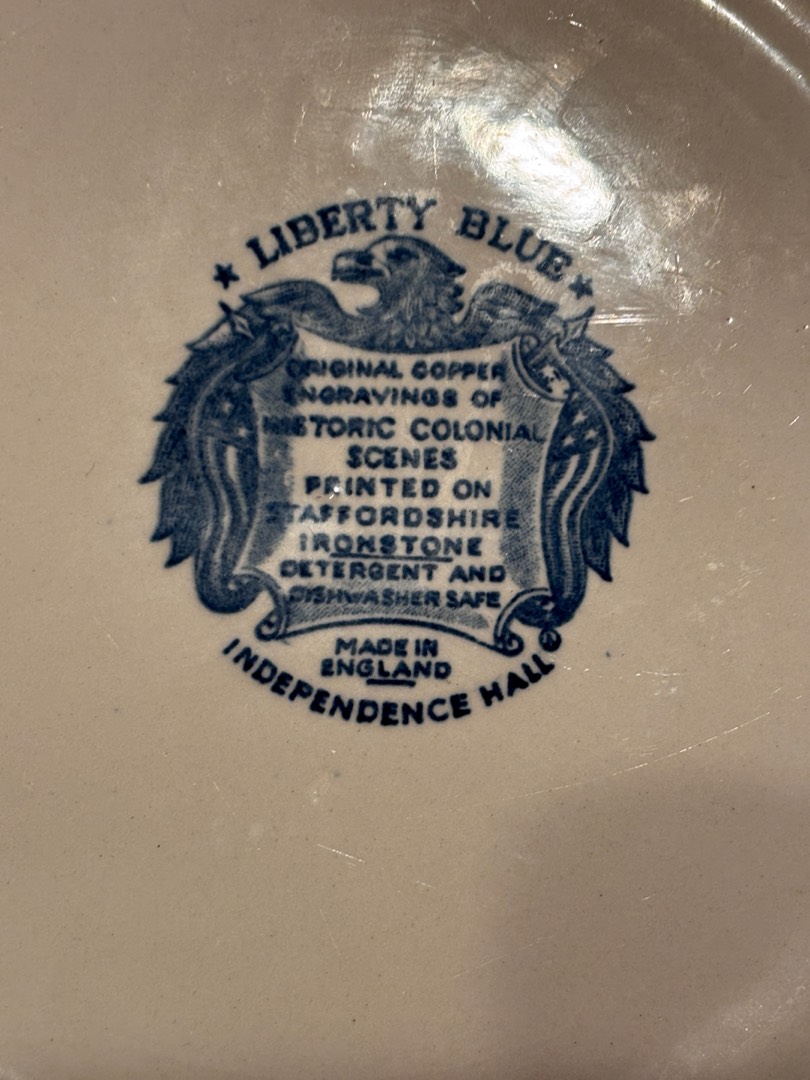 ★ LIBERTY BLUE ★
ORIGINAL COPPER
ENGRAVINGS OF
HISTORIC COLONIAL
SCENES
PRINTED ON
STAFFORDSHIRE
IRONSTONE
DETERGENT AND
DISHWASHER SAFE
MADE IN
ENGLAND
INDEPENDENCE HALL ®